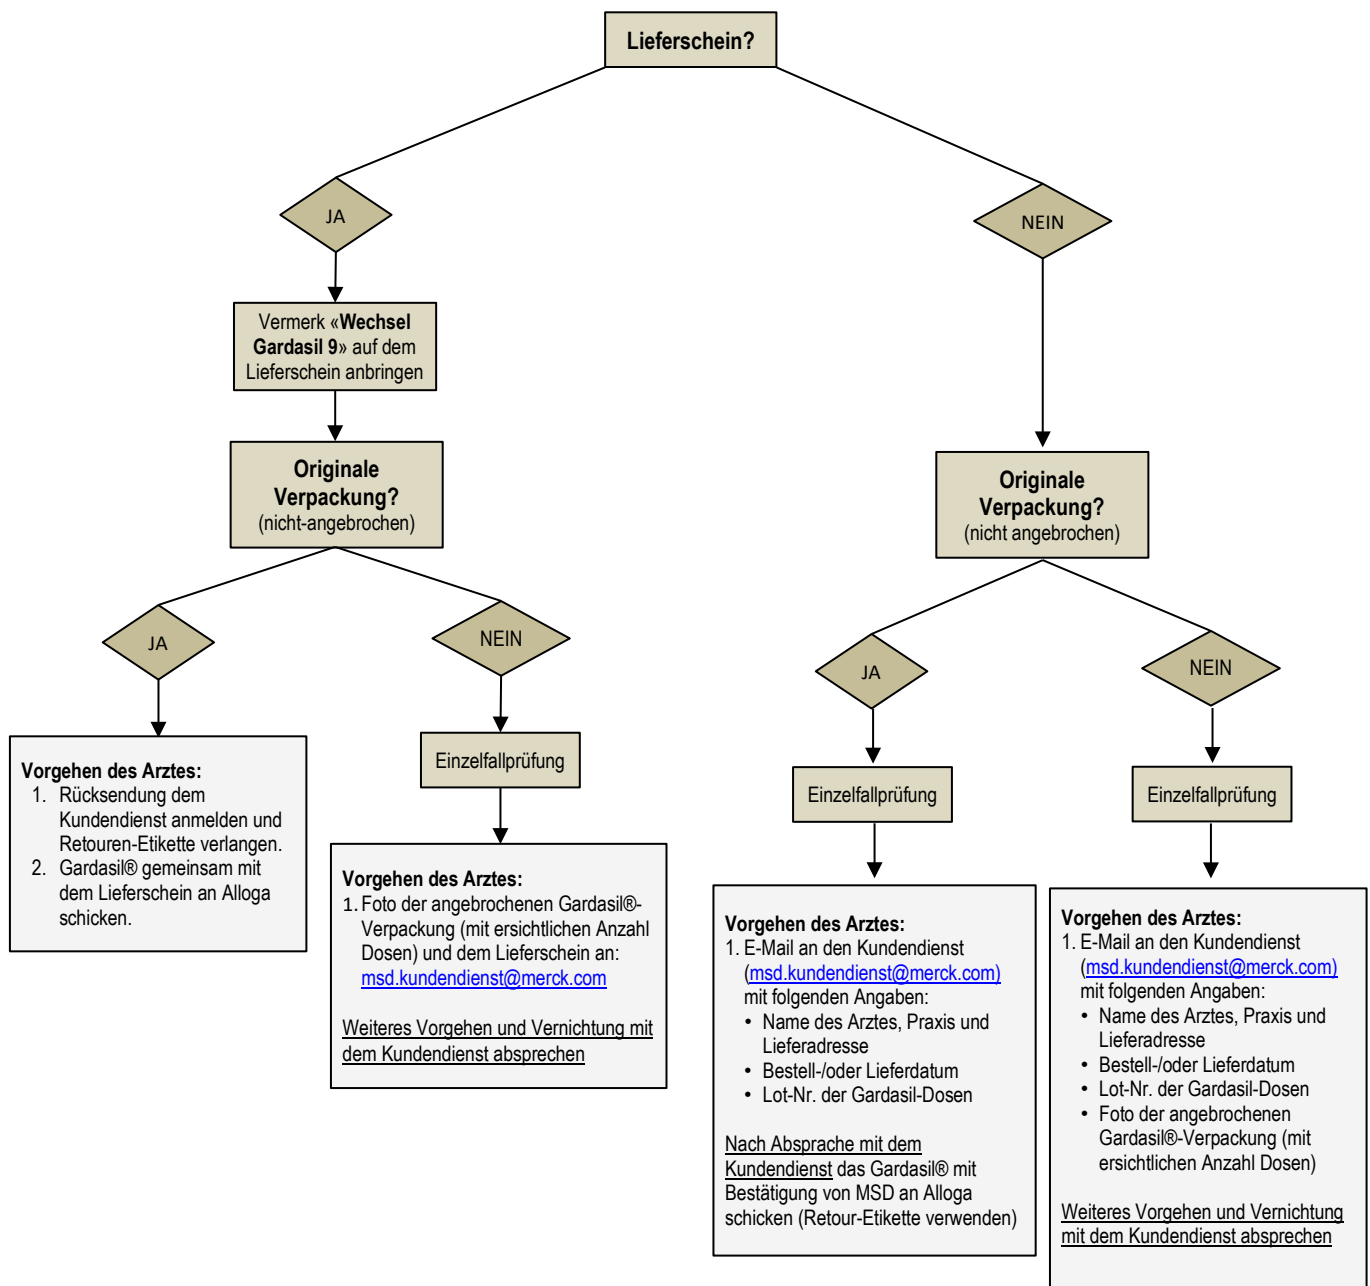 Lieferschein?
JA
NEIN
Vermerk «Wechsel
Gardasil 9» auf dem
Lieferschein anbringen
Originale
Verpackung?
(nicht-angebrochen)
Originale
Verpackung?
(nicht angebrochen)
JA
NEIN
JA
NEIN
Vorgehen des Arztes:
1. Rücksendung dem
Kundendienst anmelden und
Retouren-Etikette verlangen.
2. Gardasil® gemeinsam mit
dem Lieferschein an Alloga
schicken.
Einzelfallprüfung
Vorgehen des Arztes:
1. Foto der angebrochenen Gardasil®-
Verpackung (mit ersichtlichen Anzahl
Dosen) und dem Lieferschein an:
msd.kundendienst@merck.com
Weiteres Vorgehen und Vernichtung mit
dem Kundendienst absprechen
Einzelfallprüfung
Vorgehen des Arztes:
1. E-Mail an den Kundendienst
(msd.kundendienst@merck.com)
mit folgenden Angaben:
• Name des Arztes, Praxis und
Lieferadresse
• Bestell-/oder Lieferdatum
• Lot-Nr. der Gardasil-Dosen
Nach Absprache mit dem
Kundendienst das Gardasil® mit
Bestätigung von MSD an Alloga
schicken (Retour-Etikette verwenden)
Einzelfallprüfung
Vorgehen des Arztes:
1. E-Mail an den Kundendienst
(msd.kundendienst@merck.com)
mit folgenden Angaben:
• Name des Arztes, Praxis und
Lieferadresse
• Bestell-/oder Lieferdatum
• Lot-Nr. der Gardasil-Dosen
• Foto der angebrochenen
Gardasil®-Verpackung (mit
ersichtlichen Anzahl Dosen)
Weiteres Vorgehen und Vernichtung
mit dem Kundendienst absprechen